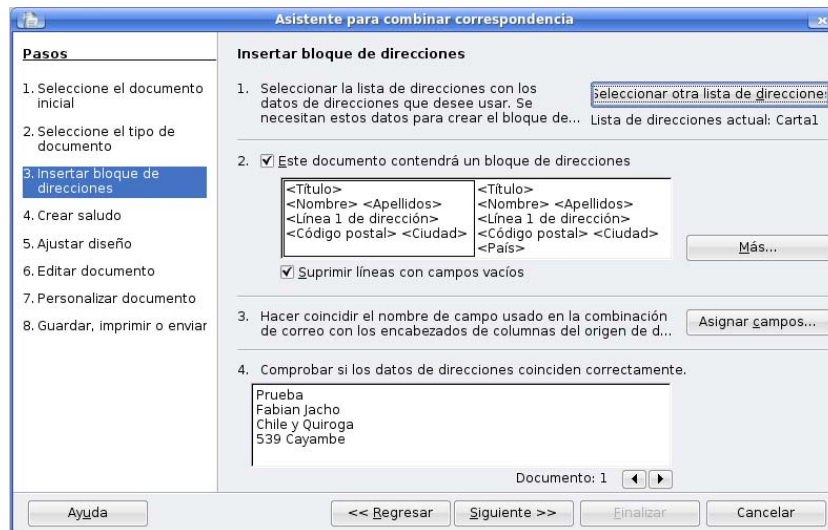 Asistente para combinar correspondencia
Pasos
1. Seleccione el documento
inicial
2. Seleccione el tipo de
documento
3. Insertar bloque de
direcciones
4. Crear saludo
5. Ajustar diseño
6. Editar documento
7. Personalizar documento
8. Guardar, imprimir o enviar
Insertar bloque de direcciones
1. Seleccionar la lista de direcciones con los
datos de direcciones que desee usar. Se
necesitan estos datos para crear el bloque de...
Seleccionar otra lista de direcciones
Lista de direcciones actual: Carta1
2. Este documento contendrá un bloque de direcciones
<Título>
<Nombre> <Apellidos>
<Línea 1 de dirección>
<Código postal> <Ciudad>
<Título>
<Nombre> <Apellidos>
<Línea 1 de dirección>
<Código postal> <Ciudad>
<País>
Más...
Suprimir líneas con campos vacíos
3. Hacer coincidir el nombre de campo usado en la combinación
de correo con los encabezados de columnas del origen de d...
Asignar campos...
4. Comprobar si los datos de direcciones coinciden correctamente.
Prueba
Fabian Jacho
Chile y Quiroga
539 Cayambe
Documento: 1
Ayuda
<< Regresar
Siguiente >>
Finalizar
Cancelar